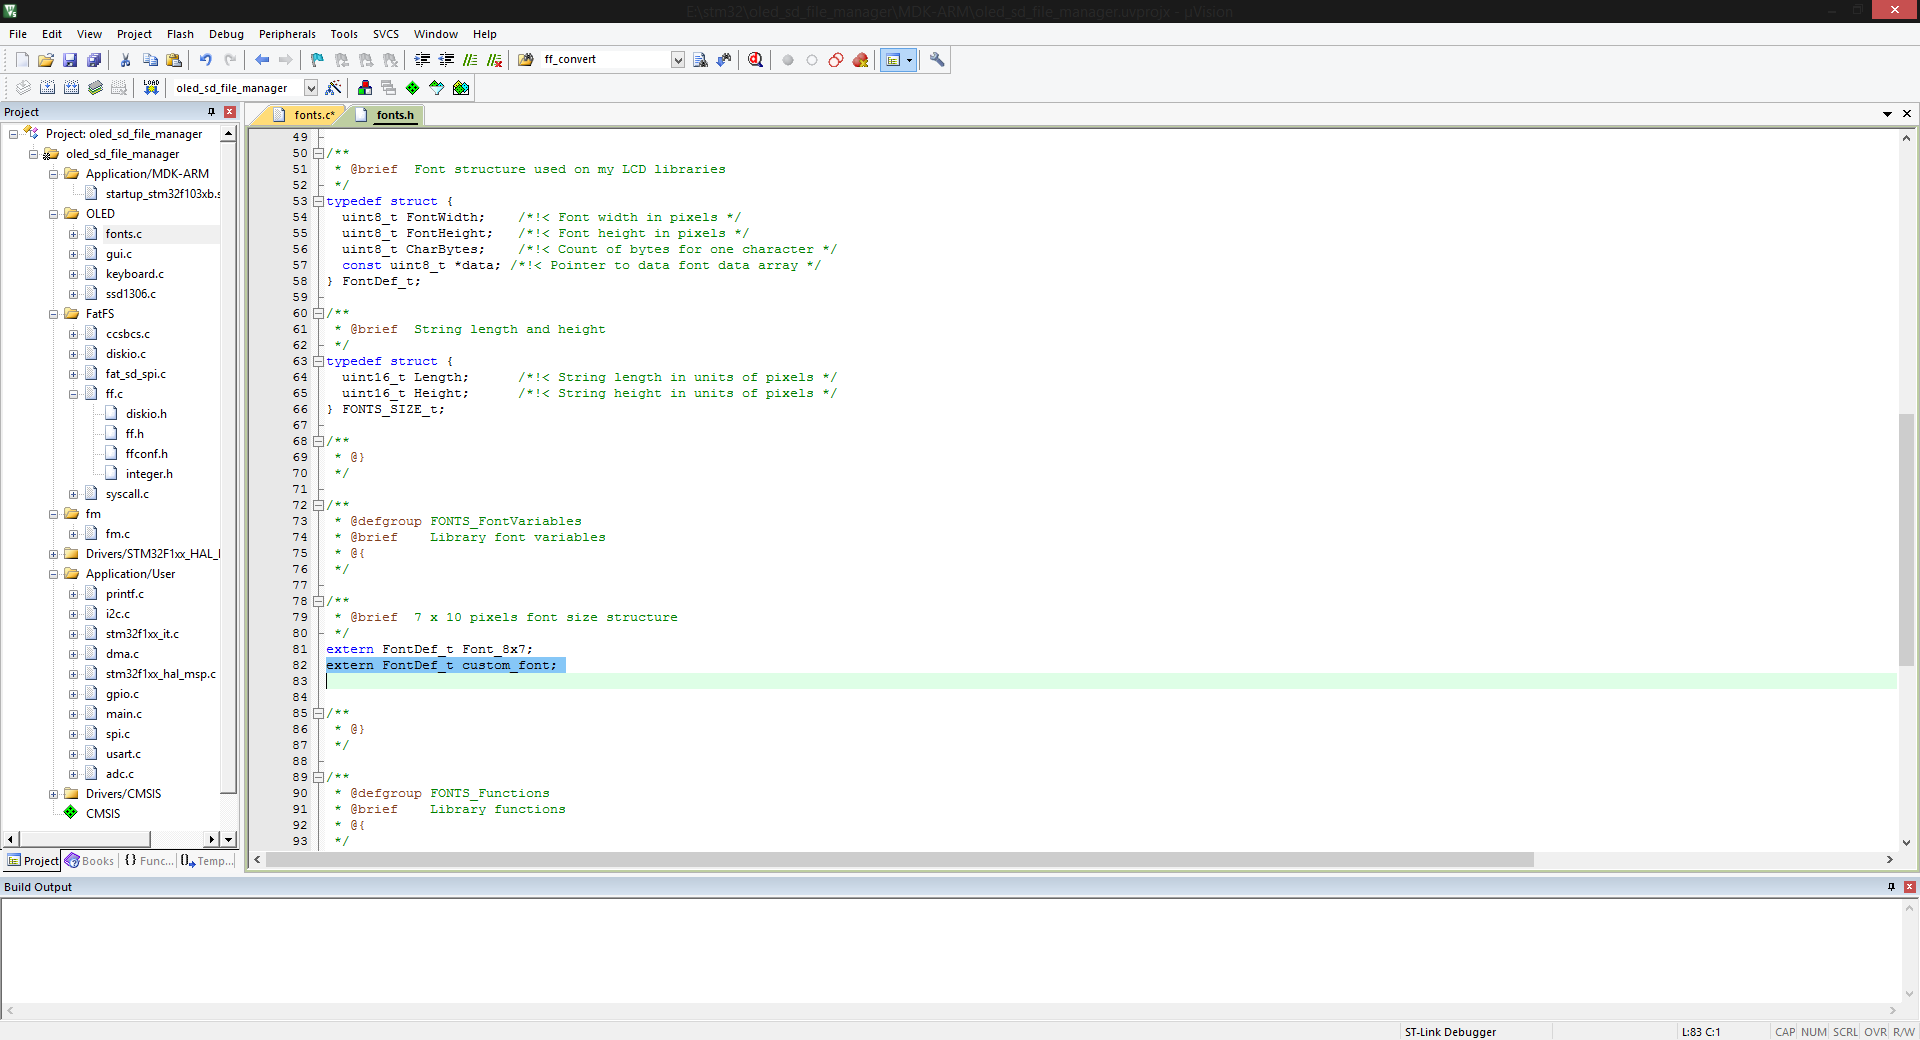 E:\stm32\oled_sd_file_manager\MDK-ARM\oled_sd_file_manager.uvprojx - µVision
File Edit View Project Flash Debug Peripherals Tools SVCS Window Help
ff_convert
LOAD oled_sd_file_manager
Project
Project: oled_sd_file_manager
oled_sd_file_manager
Application/MDK-ARM
startup_stm32f103xb.s
OLED
fonts.c
gui.c
keyboard.c
ssd1306.c
FatFS
ccsbcs.c
diskio.c
fat_sd_spi.c
ff.c
diskio.h
ff.h
ffconf.h
integer.h
syscall.c
fm
fm.c
Drivers/STM32F1xx_HAL_
Application/User
printf.c
i2c.c
stm32f1xx_it.c
dma.c
stm32f1xx_hal_msp.c
gpio.c
main.c
spi.c
usart.c
adc.c
Drivers/CMSIS
CMSIS
Project Books {} Func... Temp...
fonts.c* fonts.h
49
50 /**
51 * @brief  Font structure used on my LCD libraries
52 */
53 typedef struct {
54 uint8_t FontWidth;    /*!< Font width in pixels */
55 uint8_t FontHeight;   /*!< Font height in pixels */
56 uint8_t CharBytes;    /*!< Count of bytes for one character */
57 const uint8_t *data; /*!< Pointer to data font data array */
58 } FontDef_t;
59
60 /**
61 * @brief  String length and height
62 */
63 typedef struct {
64 uint16_t Length;      /*!< String length in units of pixels */
65 uint16_t Height;      /*!< String height in units of pixels */
66 } FONTS_SIZE_t;
67
68 /**
69 * @}
70 */
71
72 /**
73 * @defgroup FONTS_FontVariables
74 * @brief    Library font variables
75 * @{
76 */
77
78 /**
79 * @brief  7 x 10 pixels font size structure
80 */
81 extern FontDef_t Font_8x7;
82 extern FontDef_t custom_font;
83
84
85 /**
86 * @}
87 */
88
89 /**
90 * @defgroup FONTS_Functions
91 * @brief    Library functions
92 * @{
93 */
Build Output
ST-Link Debugger L:83 C:1 CAP NUM SCRL OVR R/W